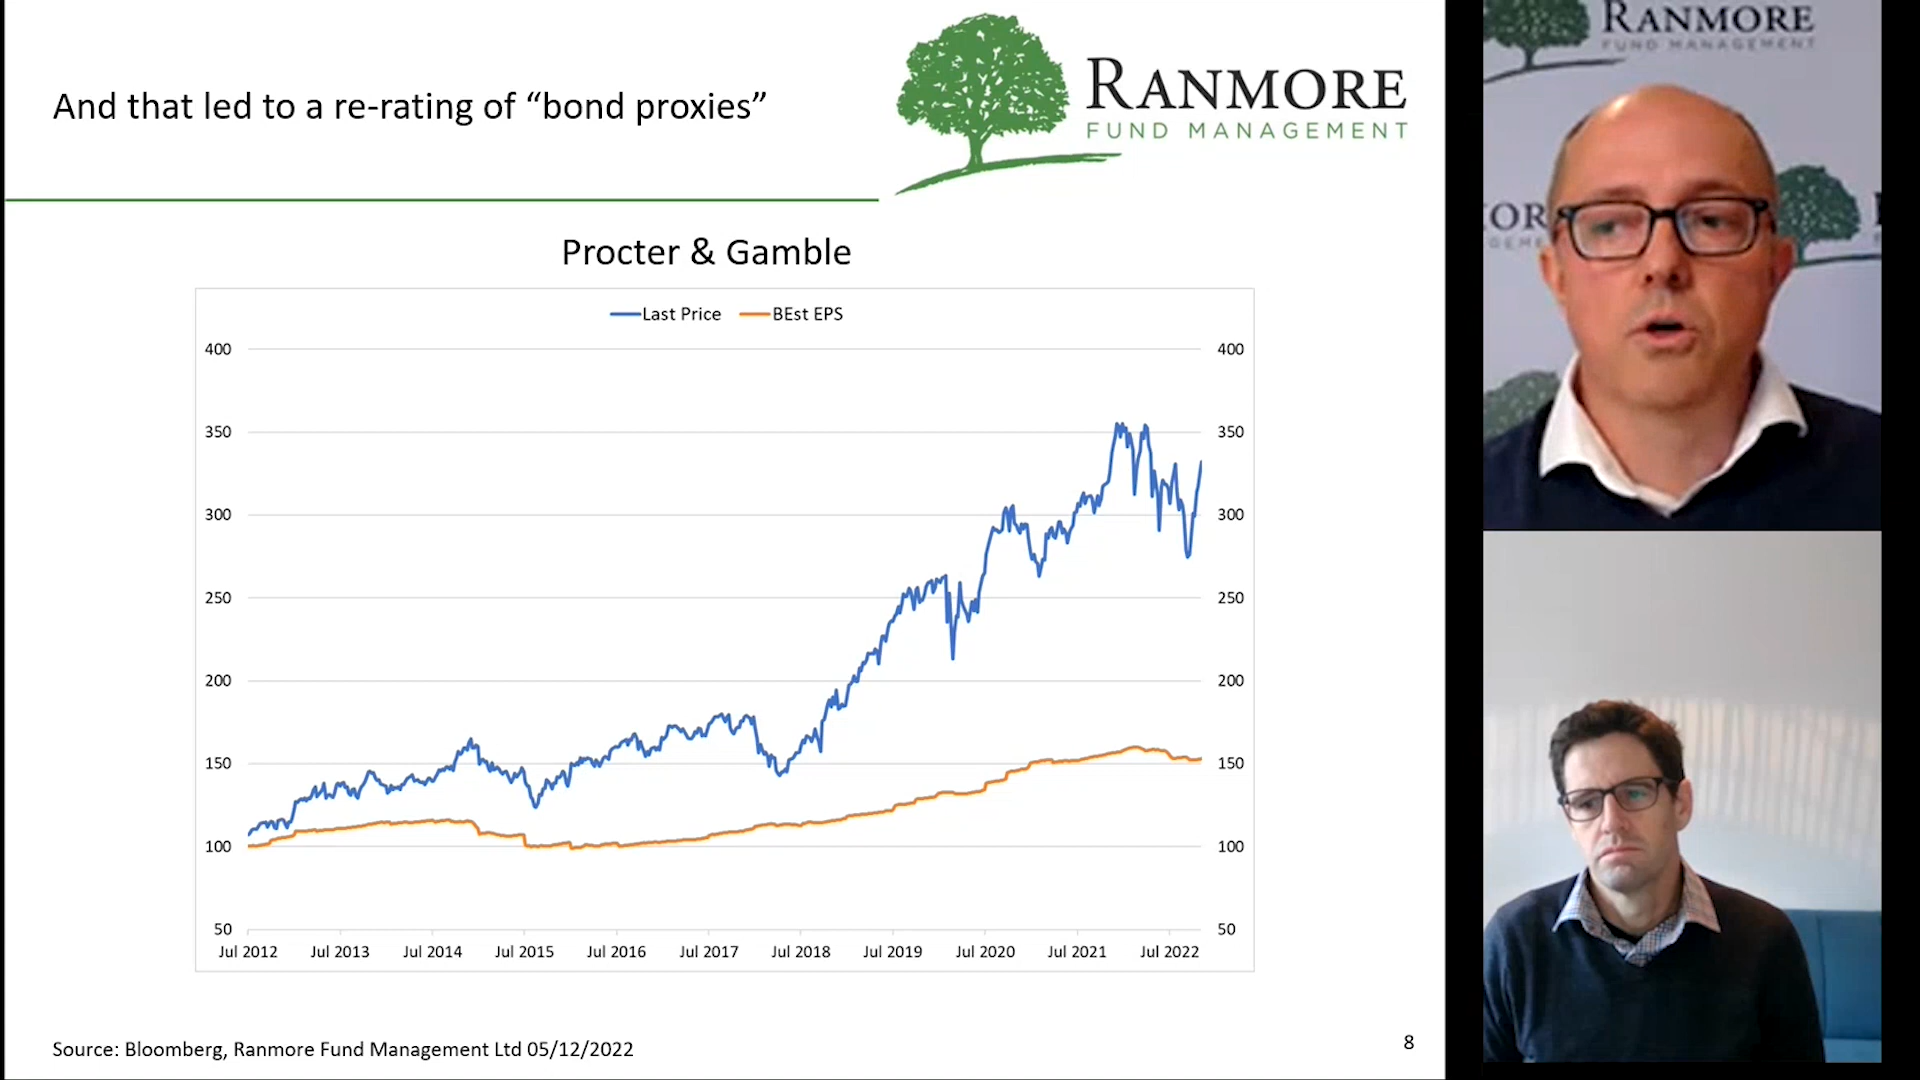 And that led to a re-rating of “bond proxies”
RANMORE
FUND MANAGEMENT
Procter & Gamble
Last Price BEst EPS
400 400
350 350
300 300
250 250
200 200
150 150
100 100
50 50
Jul 2012 Jul 2013 Jul 2014 Jul 2015 Jul 2016 Jul 2017 Jul 2018 Jul 2019 Jul 2020 Jul 2021 Jul 2022
Source: Bloomberg, Ranmore Fund Management Ltd 05/12/2022
8
RANMORE
FUND MANAGEMENT